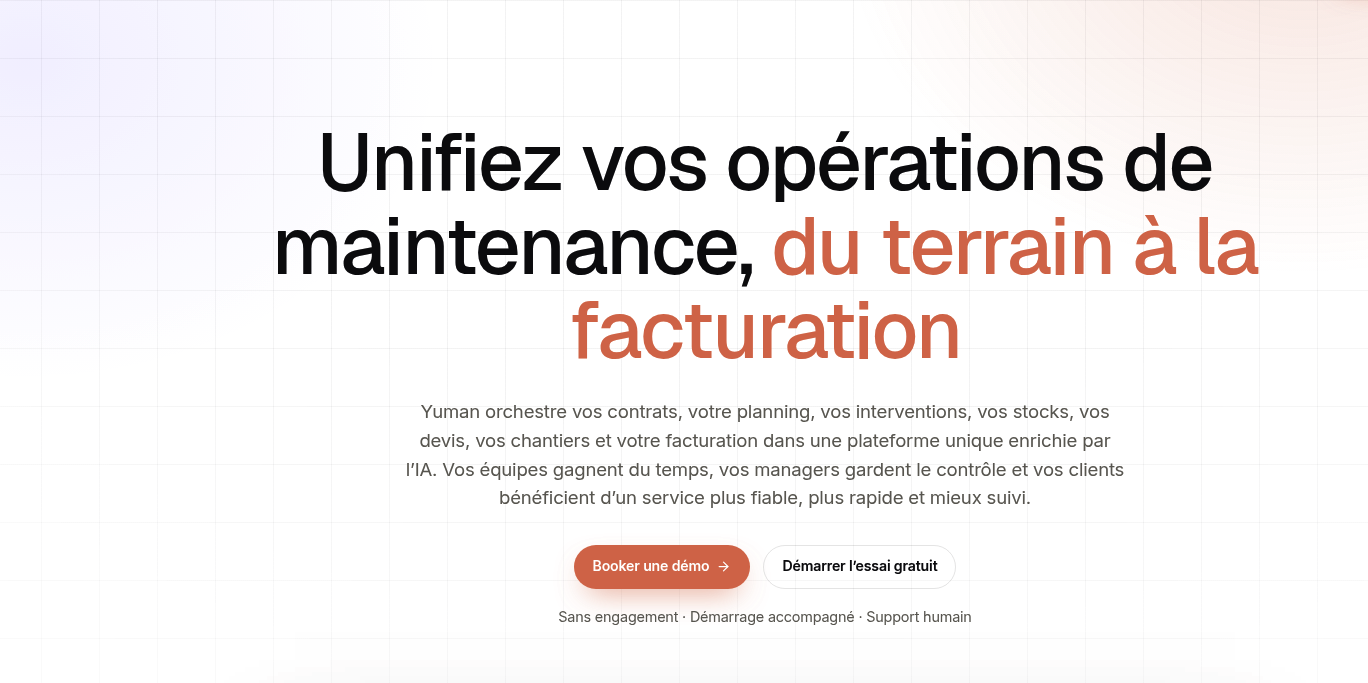 Unifiez vos opérations de
maintenance, du terrain à la
facturation
Yuman orchestre vos contrats, votre planning, vos interventions, vos stocks, vos
devis, vos chantiers et votre facturation dans une plateforme unique enrichie par
l’IA. Vos équipes gagnent du temps, vos managers gardent le contrôle et vos clients
bénéficient d’un service plus fiable, plus rapide et mieux suivi.
Booker une démo → Démarrer l’essai gratuit
Sans engagement · Démarrage accompagné · Support humain